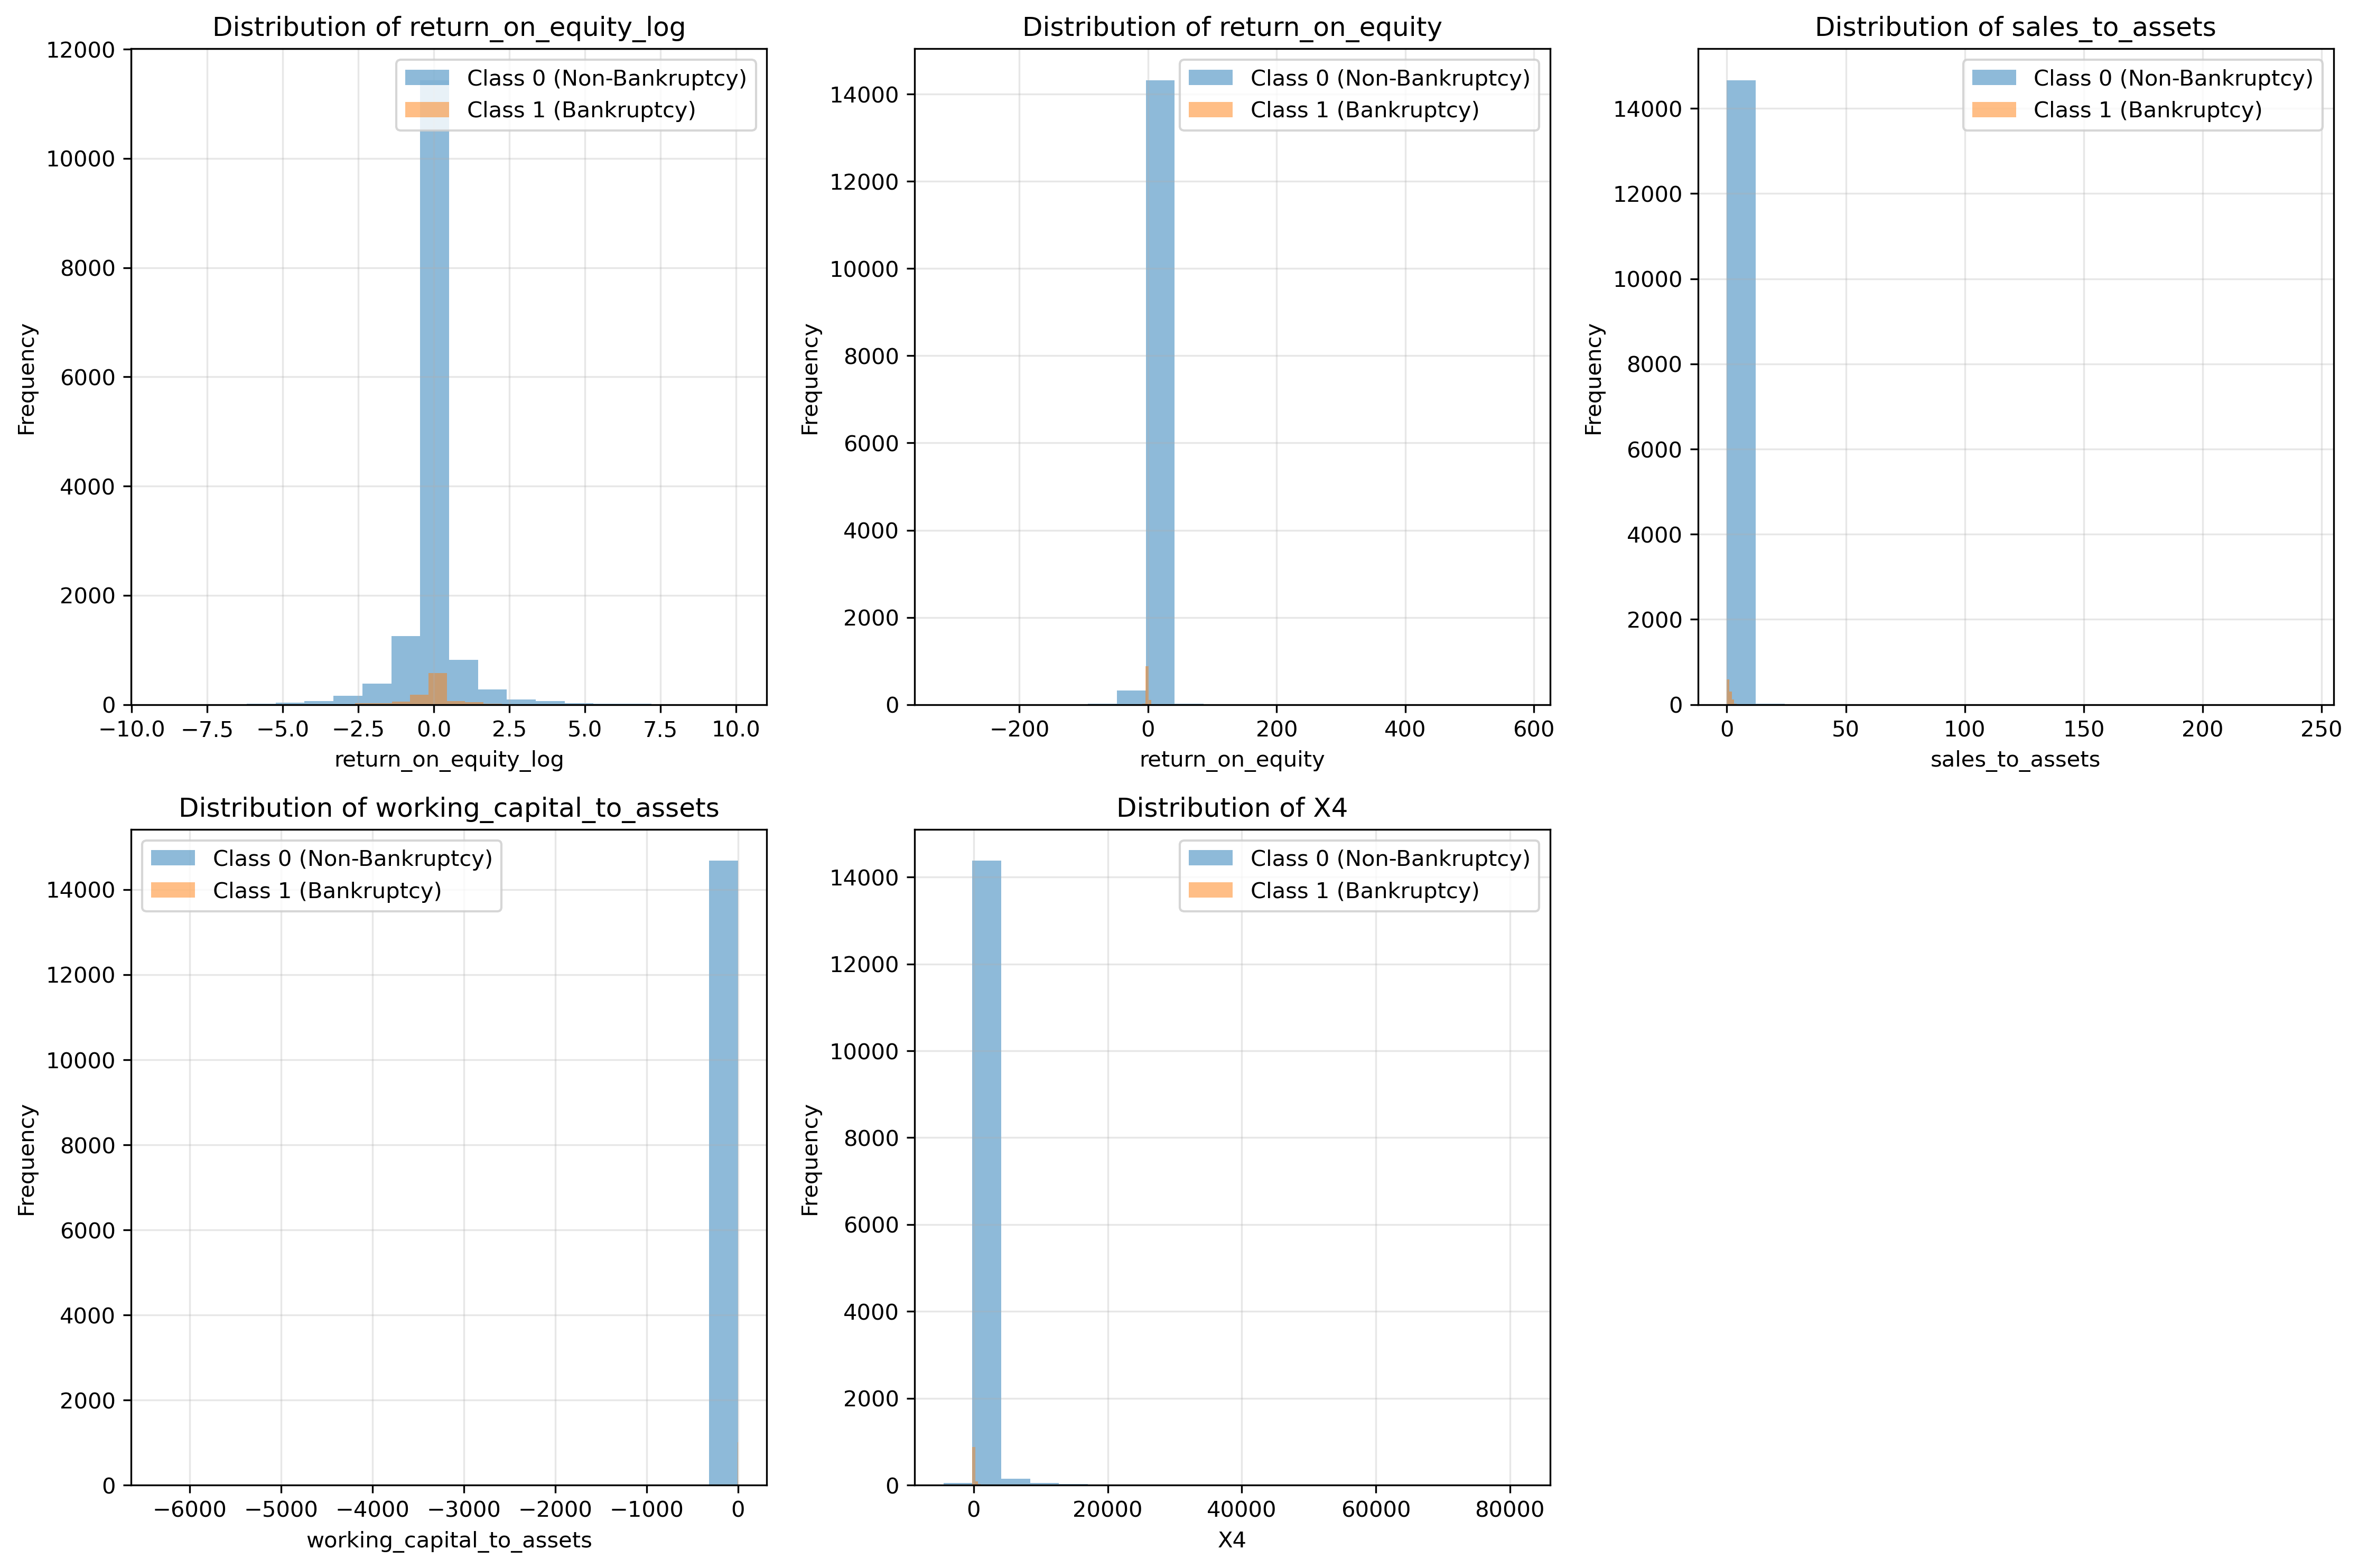 Distribution of return_on_equity_log
12000
10000
8000
6000
4000
2000
0
Frequency
Class 0 (Non-Bankruptcy)
Class 1 (Bankruptcy)
−10.0 −7.5 −5.0 −2.5 0.0 2.5 5.0 7.5 10.0
return_on_equity_log
Distribution of return_on_equity
14000
12000
10000
8000
6000
4000
2000
0
Frequency
Class 0 (Non-Bankruptcy)
Class 1 (Bankruptcy)
−200 0 200 400 600
return_on_equity
Distribution of sales_to_assets
14000
12000
10000
8000
6000
4000
2000
0
Frequency
Class 0 (Non-Bankruptcy)
Class 1 (Bankruptcy)
0 50 100 150 200 250
sales_to_assets
Distribution of working_capital_to_assets
14000
12000
10000
8000
6000
4000
2000
0
Frequency
Class 0 (Non-Bankruptcy)
Class 1 (Bankruptcy)
−6000 −5000 −4000 −3000 −2000 −1000 0
working_capital_to_assets
Distribution of X4
14000
12000
10000
8000
6000
4000
2000
0
Frequency
Class 0 (Non-Bankruptcy)
Class 1 (Bankruptcy)
0 20000 40000 60000 80000
X4